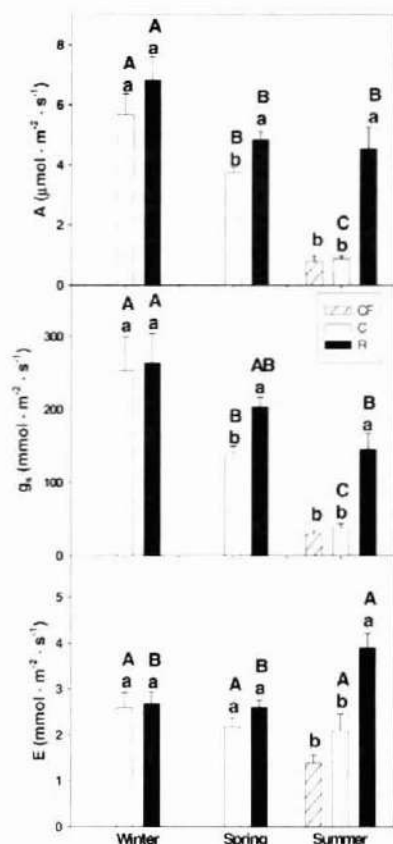 A A
a a
8
B B
B a a
6
b
4
C
b b
2
0
A (μmol · m⁻² · s⁻¹)
CF
C
R
A A
a a
300
AB
B a
b
200
B
a
C
b b
100
0
gs (mmol · m⁻² · s⁻¹)
5
A
a
4
A B
a a
A B
a a
A
b
b
3
2
1
0
E (mmol · m⁻² · s⁻¹)
Winter Spring Summer